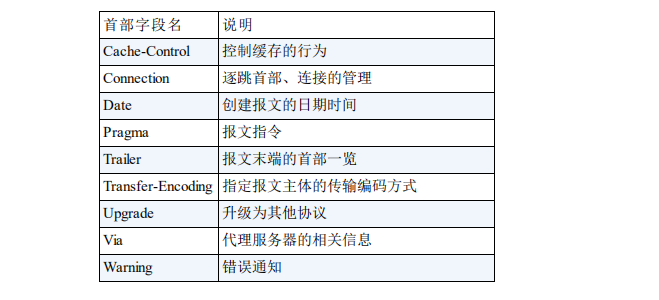 首部字段名 说明
Cache-Control 控制缓存的行为
Connection 逐跳首部、连接的管理
Date 创建报文的日期时间
Pragma 报文指令
Trailer 报文末端的首部一览
Transfer-Encoding 指定报文主体的传输编码方式
Upgrade 升级为其他协议
Via 代理服务器的相关信息
Warning 错误通知